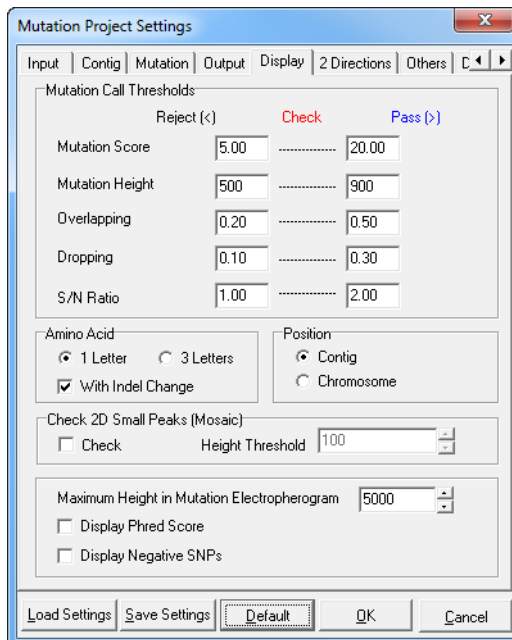 Mutation Project Settings
Input Contig Mutation Output Display 2 Directions Others
Mutation Call Thresholds
Reject (<) Check Pass (>)
Mutation Score 5.00 -------------- 20.00
Mutation Height 500 -------------- 900
Overlapping 0.20 -------------- 0.50
Dropping 0.10 -------------- 0.30
S/N Ratio 1.00 -------------- 2.00
Amino Acid Position
1 Letter 3 Letters Contig
With Indel Change Chromosome
Check 2D Small Peaks (Mosaic)
Check Height Threshold 100
Maximum Height in Mutation Electropherogram 5000
Display Phred Score
Display Negative SNPs
Load Settings Save Settings Default OK Cancel